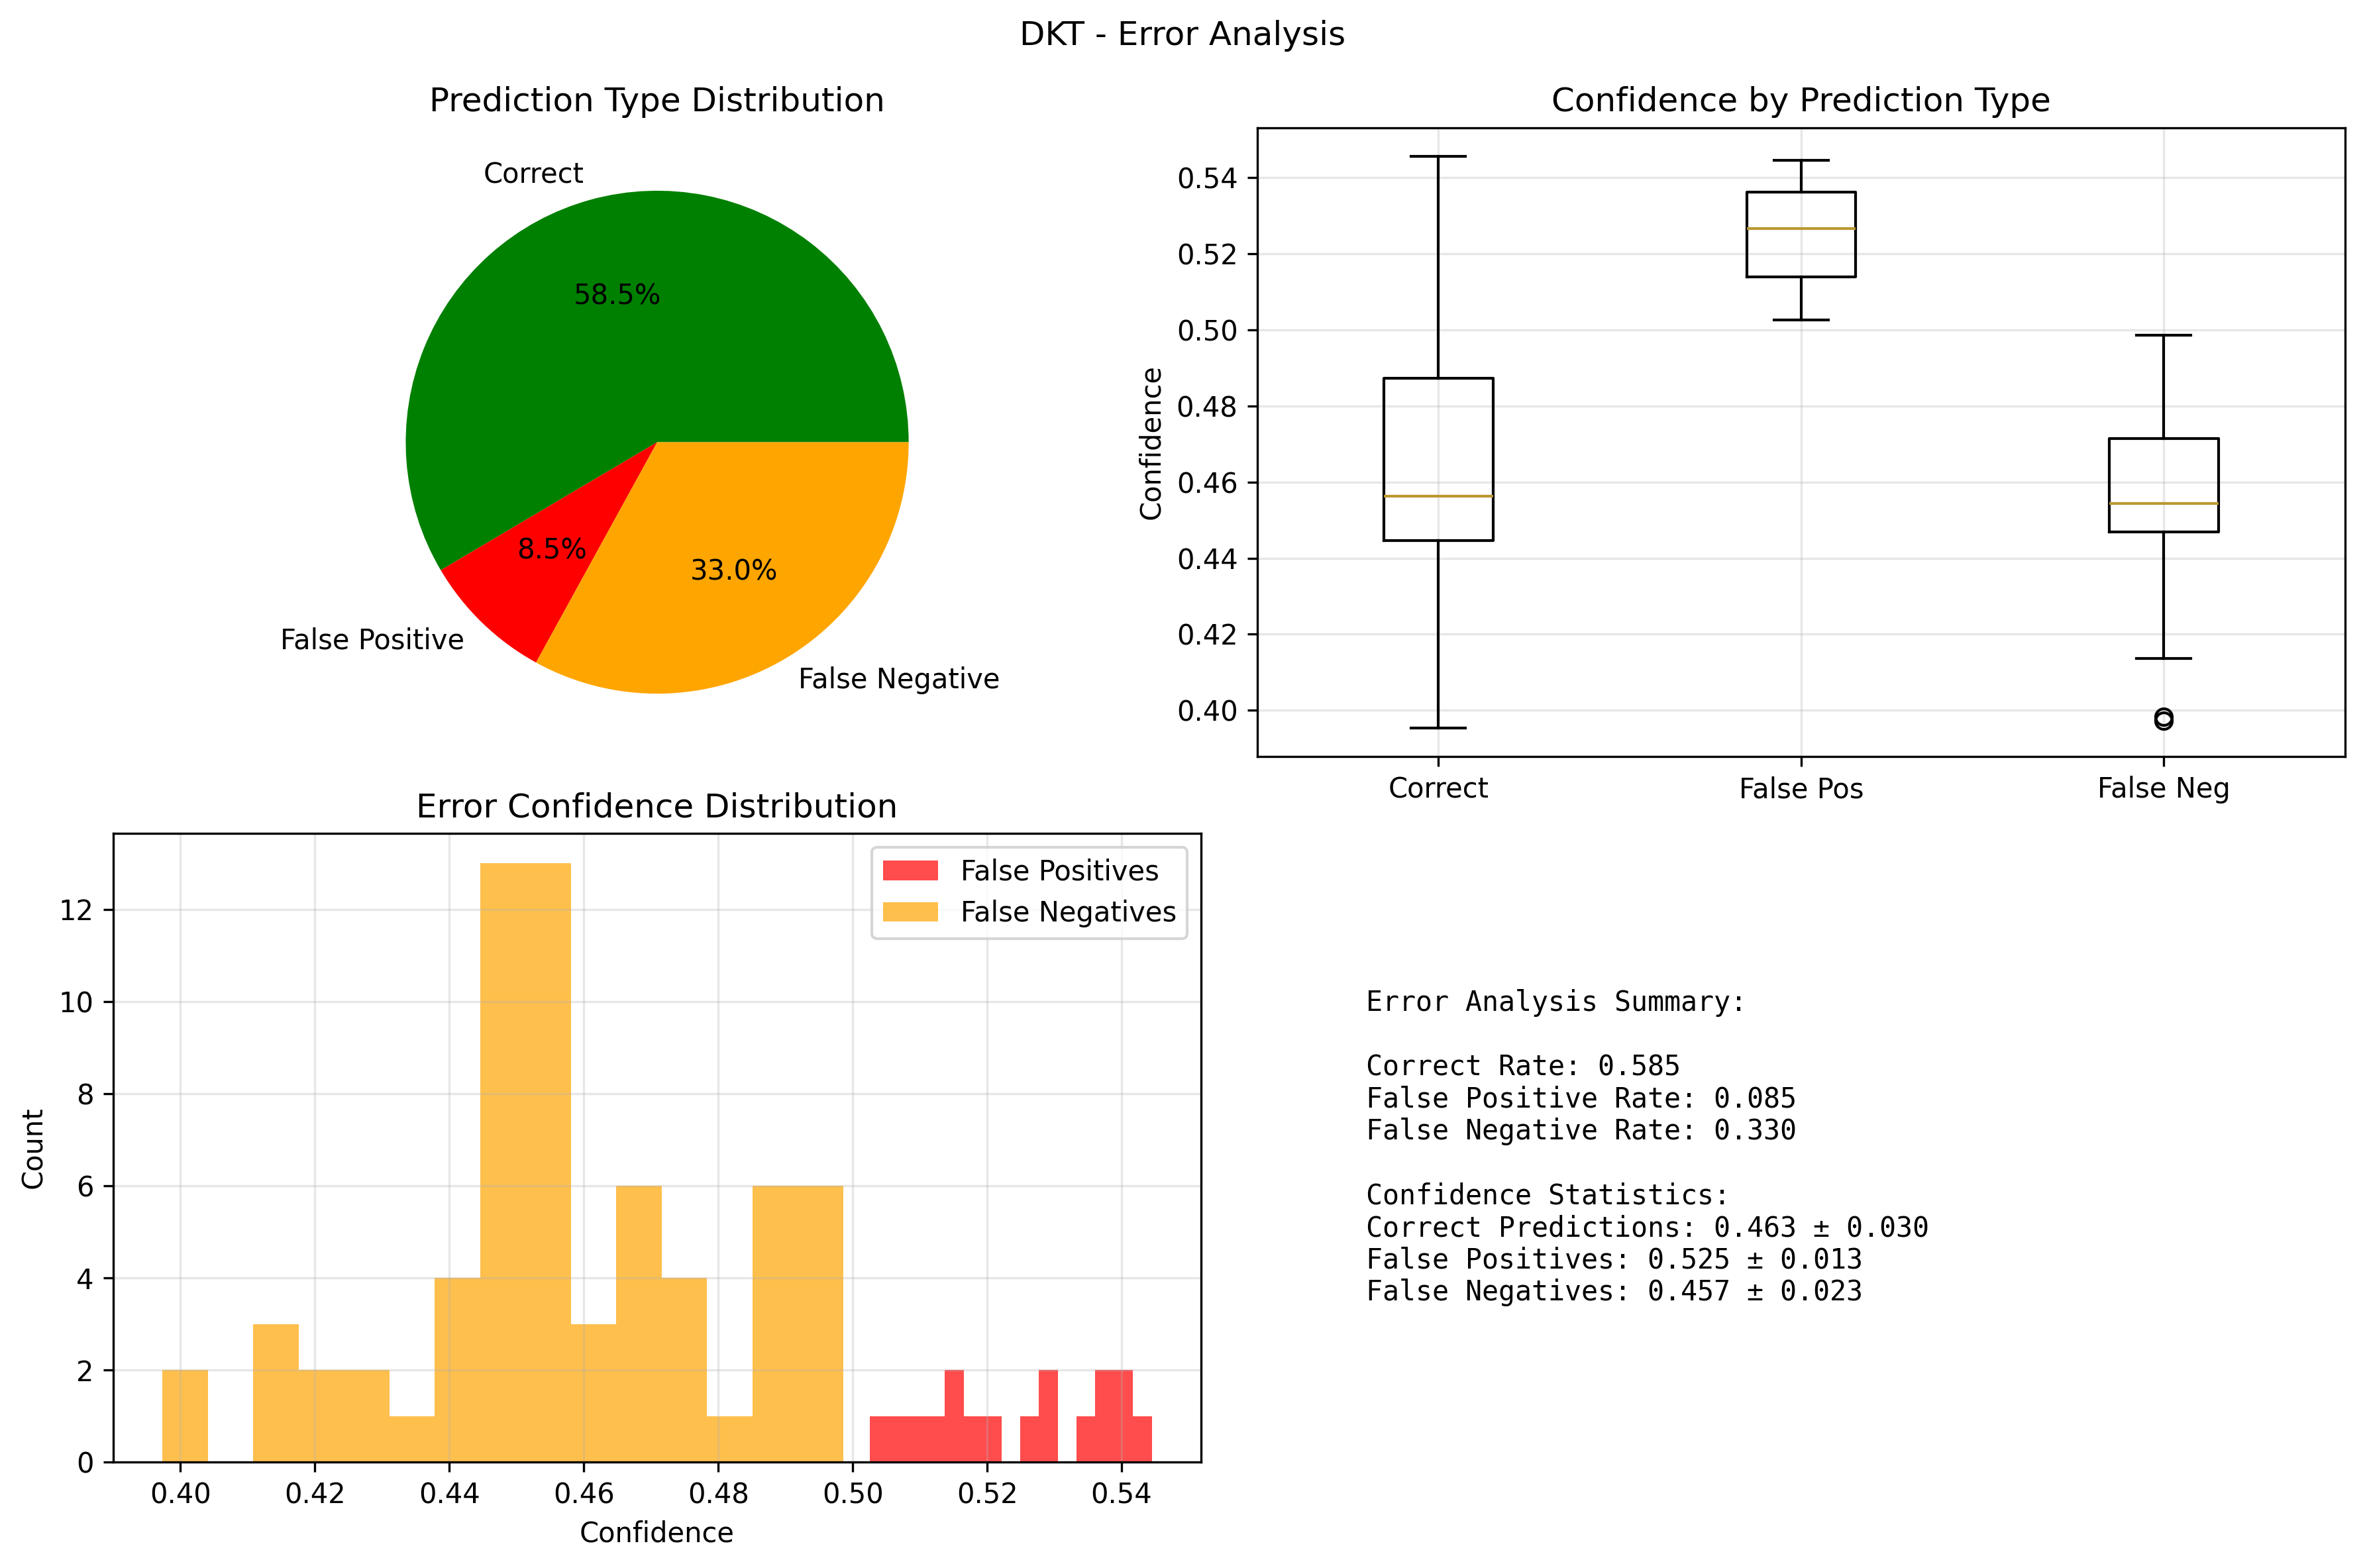 DKT - Error Analysis
Prediction Type Distribution
Correct
58.5%
8.5%
33.0%
False Positive
False Negative
Confidence by Prediction Type
Confidence
0.54
0.52
0.50
0.48
0.46
0.44
0.42
0.40
Correct
False Pos
False Neg
Error Confidence Distribution
Count
12
10
8
6
4
2
0
False Positives
False Negatives
0.40
0.42
0.44
0.46
0.48
0.50
0.52
0.54
Confidence
Error Analysis Summary:
Correct Rate: 0.585
False Positive Rate: 0.085
False Negative Rate: 0.330
Confidence Statistics:
Correct Predictions: 0.463 ± 0.030
False Positives: 0.525 ± 0.013
False Negatives: 0.457 ± 0.023